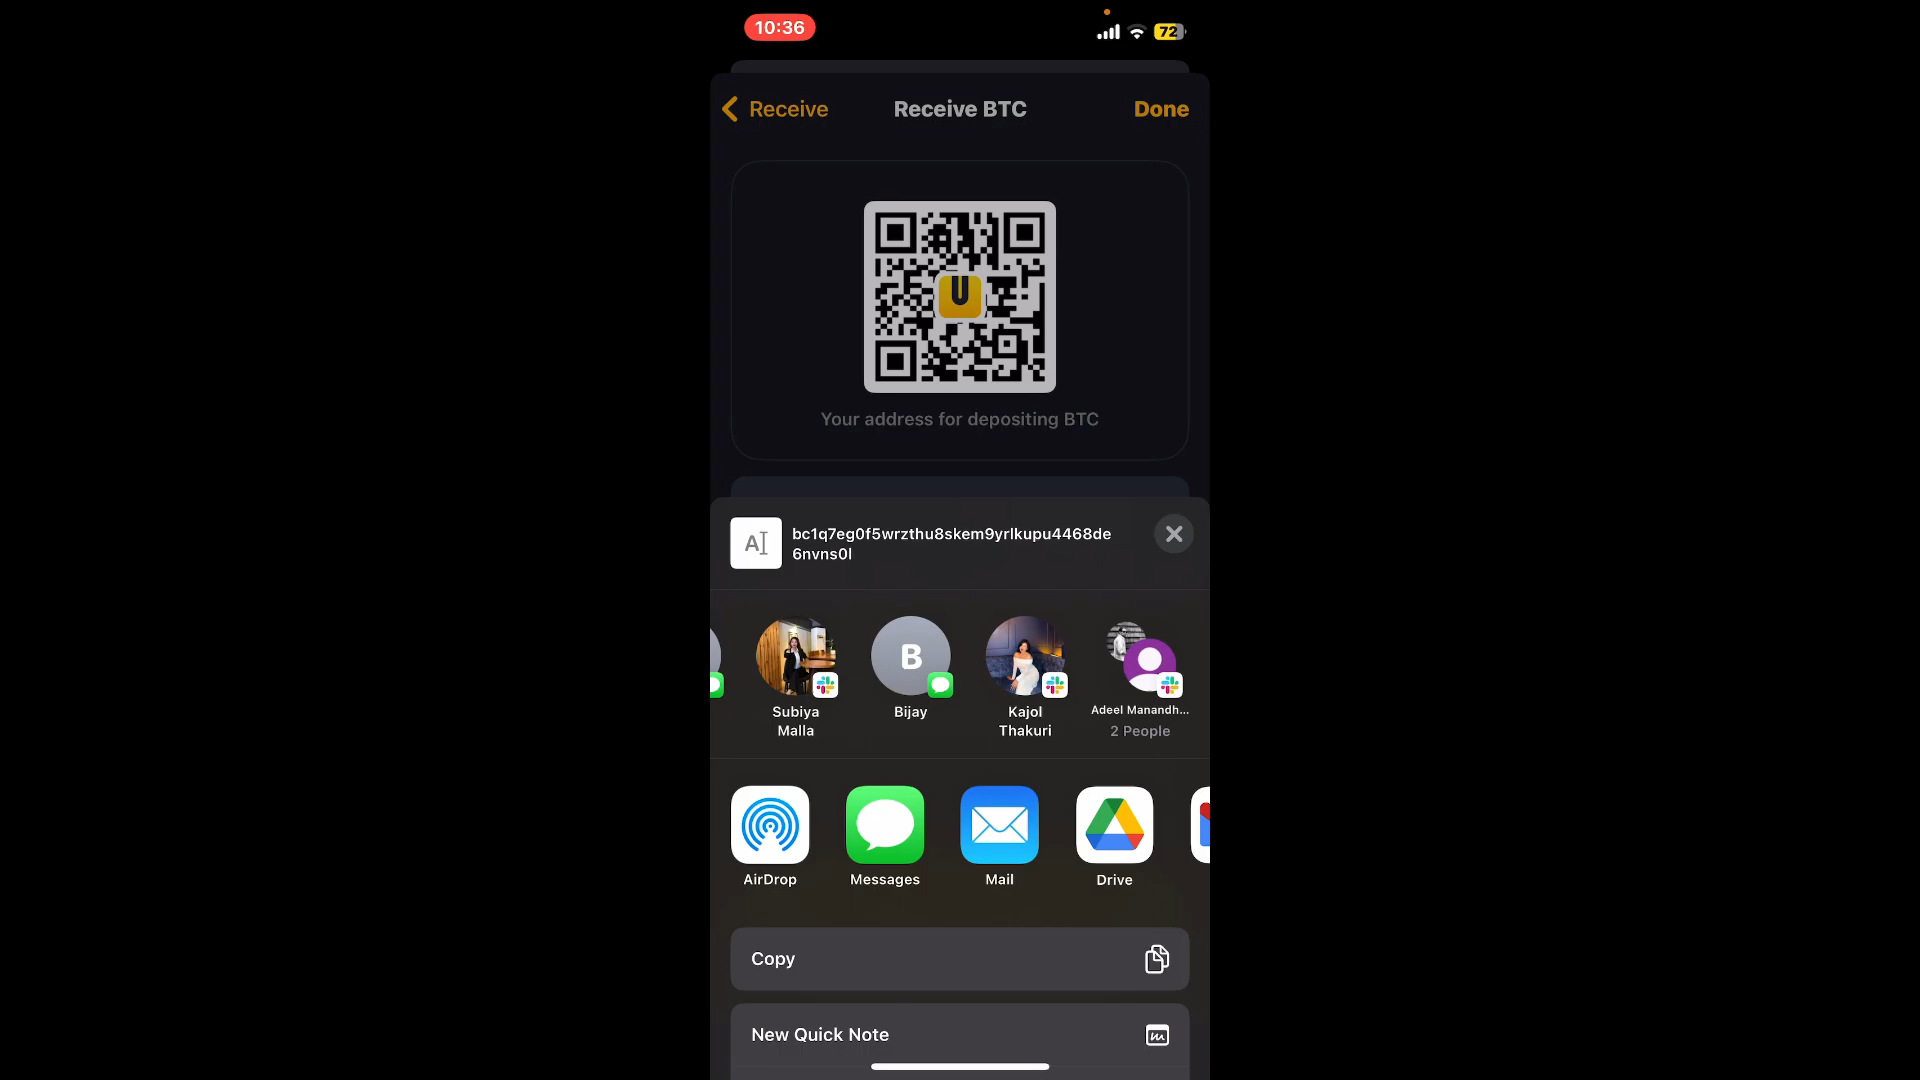 10:36
72
Receive
Receive BTC
Done
U
Your address for depositing BTC
A
bc1q7eg0f5wrzthu8skem9yrlkupu4468de
6nvns0l
Subiya
Malla
B
Bijay
Kajol
Thakuri
Adeel Manandh...
2 People
AirDrop
Messages
Mail
Drive
Copy
New Quick Note